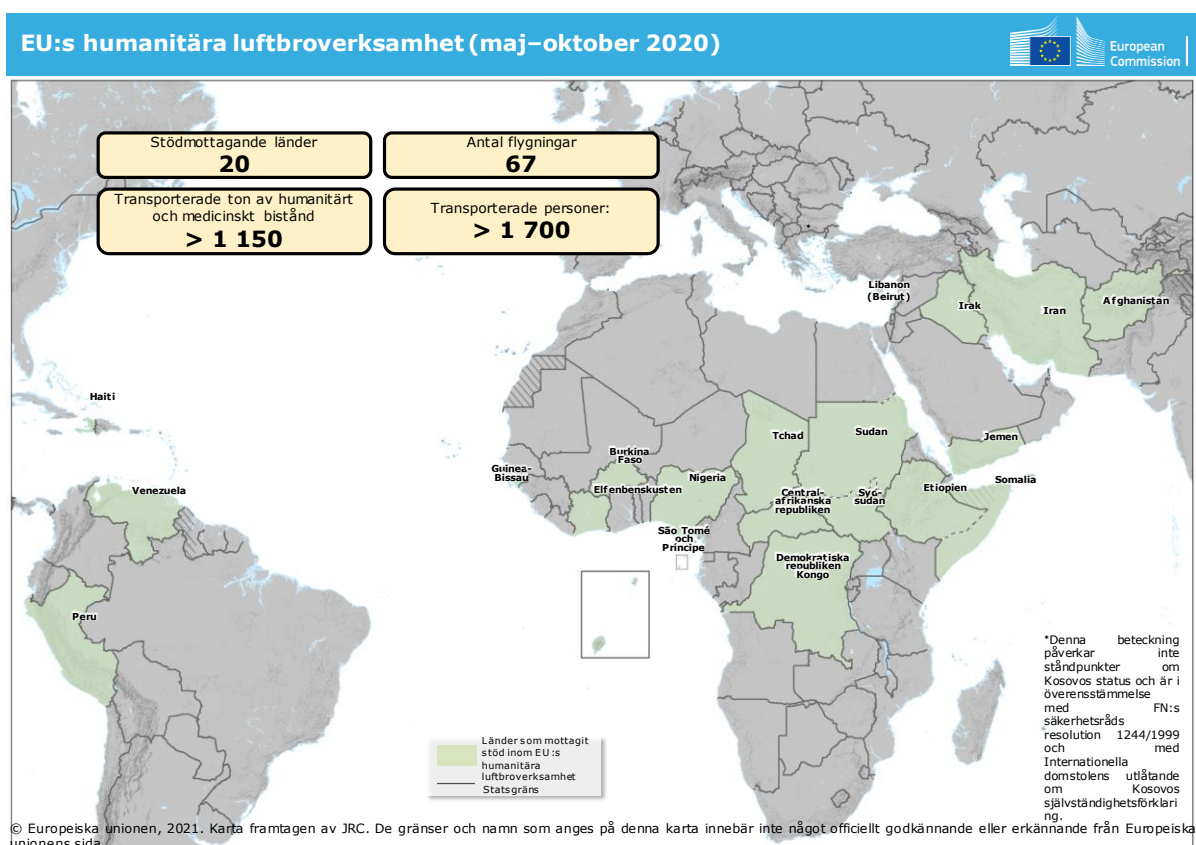 EU:s humanitära luftbroverksamhet (maj–oktober 2020)
European
Commission
Stödmottagande länder
20
Antal flygningar
67
Transporterade ton av humanitärt
och medicinskt bistånd
> 1 150
Transporterade personer:
> 1 700
Libanon
(Beirut)
Irak
Iran
Afghanistan
Haiti
Venezuela
Peru
Guinea-
Bissau
Burkina
Faso
Elfenbenskusten
Nigeria
Tchad
Sudan
Jemen
Somalia
Etiopien
Central-
afrikanska
republiken
Syd-
sudan
São Tomé
och
Príncipe
Demokratiska
republiken
Kongo
Länder som mottagit
stöd inom EU:s
humanitära
luftbroverksamhet
Statsgräns
*Denna beteckning
påverkar inte
ståndpunkter om
Kosovos status och är i
överensstämmelse
med FN:s
säkerhetsråds
resolution 1244/1999
och med
Internationella
domstolens utlåtande
om Kosovos
självständighetsförklari
ng.
© Europeiska unionen, 2021. Karta framtagen av JRC. De gränser och namn som anges på denna karta innebär inte något officiellt godkännande eller erkännande från Europeiska
unionens sida